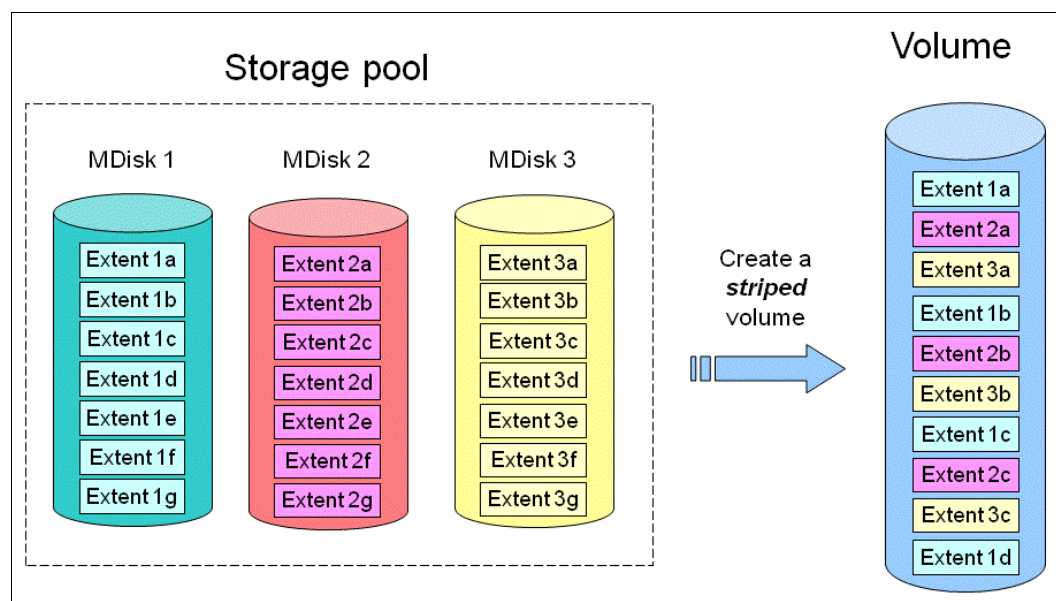 Storage pool
Volume
MDisk 1
MDisk 2
MDisk 3
Extent 1a
Extent 1b
Extent 1c
Extent 1d
Extent 1e
Extent 1f
Extent 1g
Extent 2a
Extent 2b
Extent 2c
Extent 2d
Extent 2e
Extent 2f
Extent 2g
Extent 3a
Extent 3b
Extent 3c
Extent 3d
Extent 3e
Extent 3f
Extent 3g
Create a
striped
volume
Extent 1a
Extent 2a
Extent 3a
Extent 1b
Extent 2b
Extent 3b
Extent 1c
Extent 2c
Extent 3c
Extent 1d